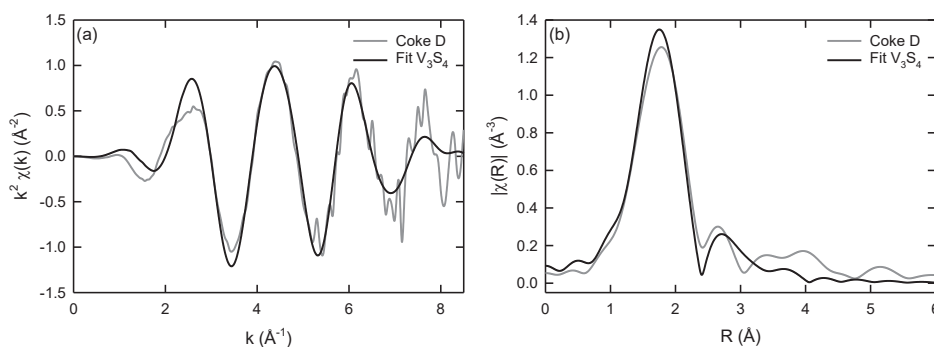 (a)
Coke D
Fit V₃S₄
1.5
1.0
0.5
0.0
-0.5
-1.0
-1.5
k² χ(k) (Å⁻²)
0 2 4 6 8
k (Å⁻¹)
(b)
Coke D
Fit V₃S₄
1.4
1.2
1.0
0.8
0.6
0.4
0.2
0.0
|χ(R)| (Å⁻³)
0 1 2 3 4 5 6
R (Å)